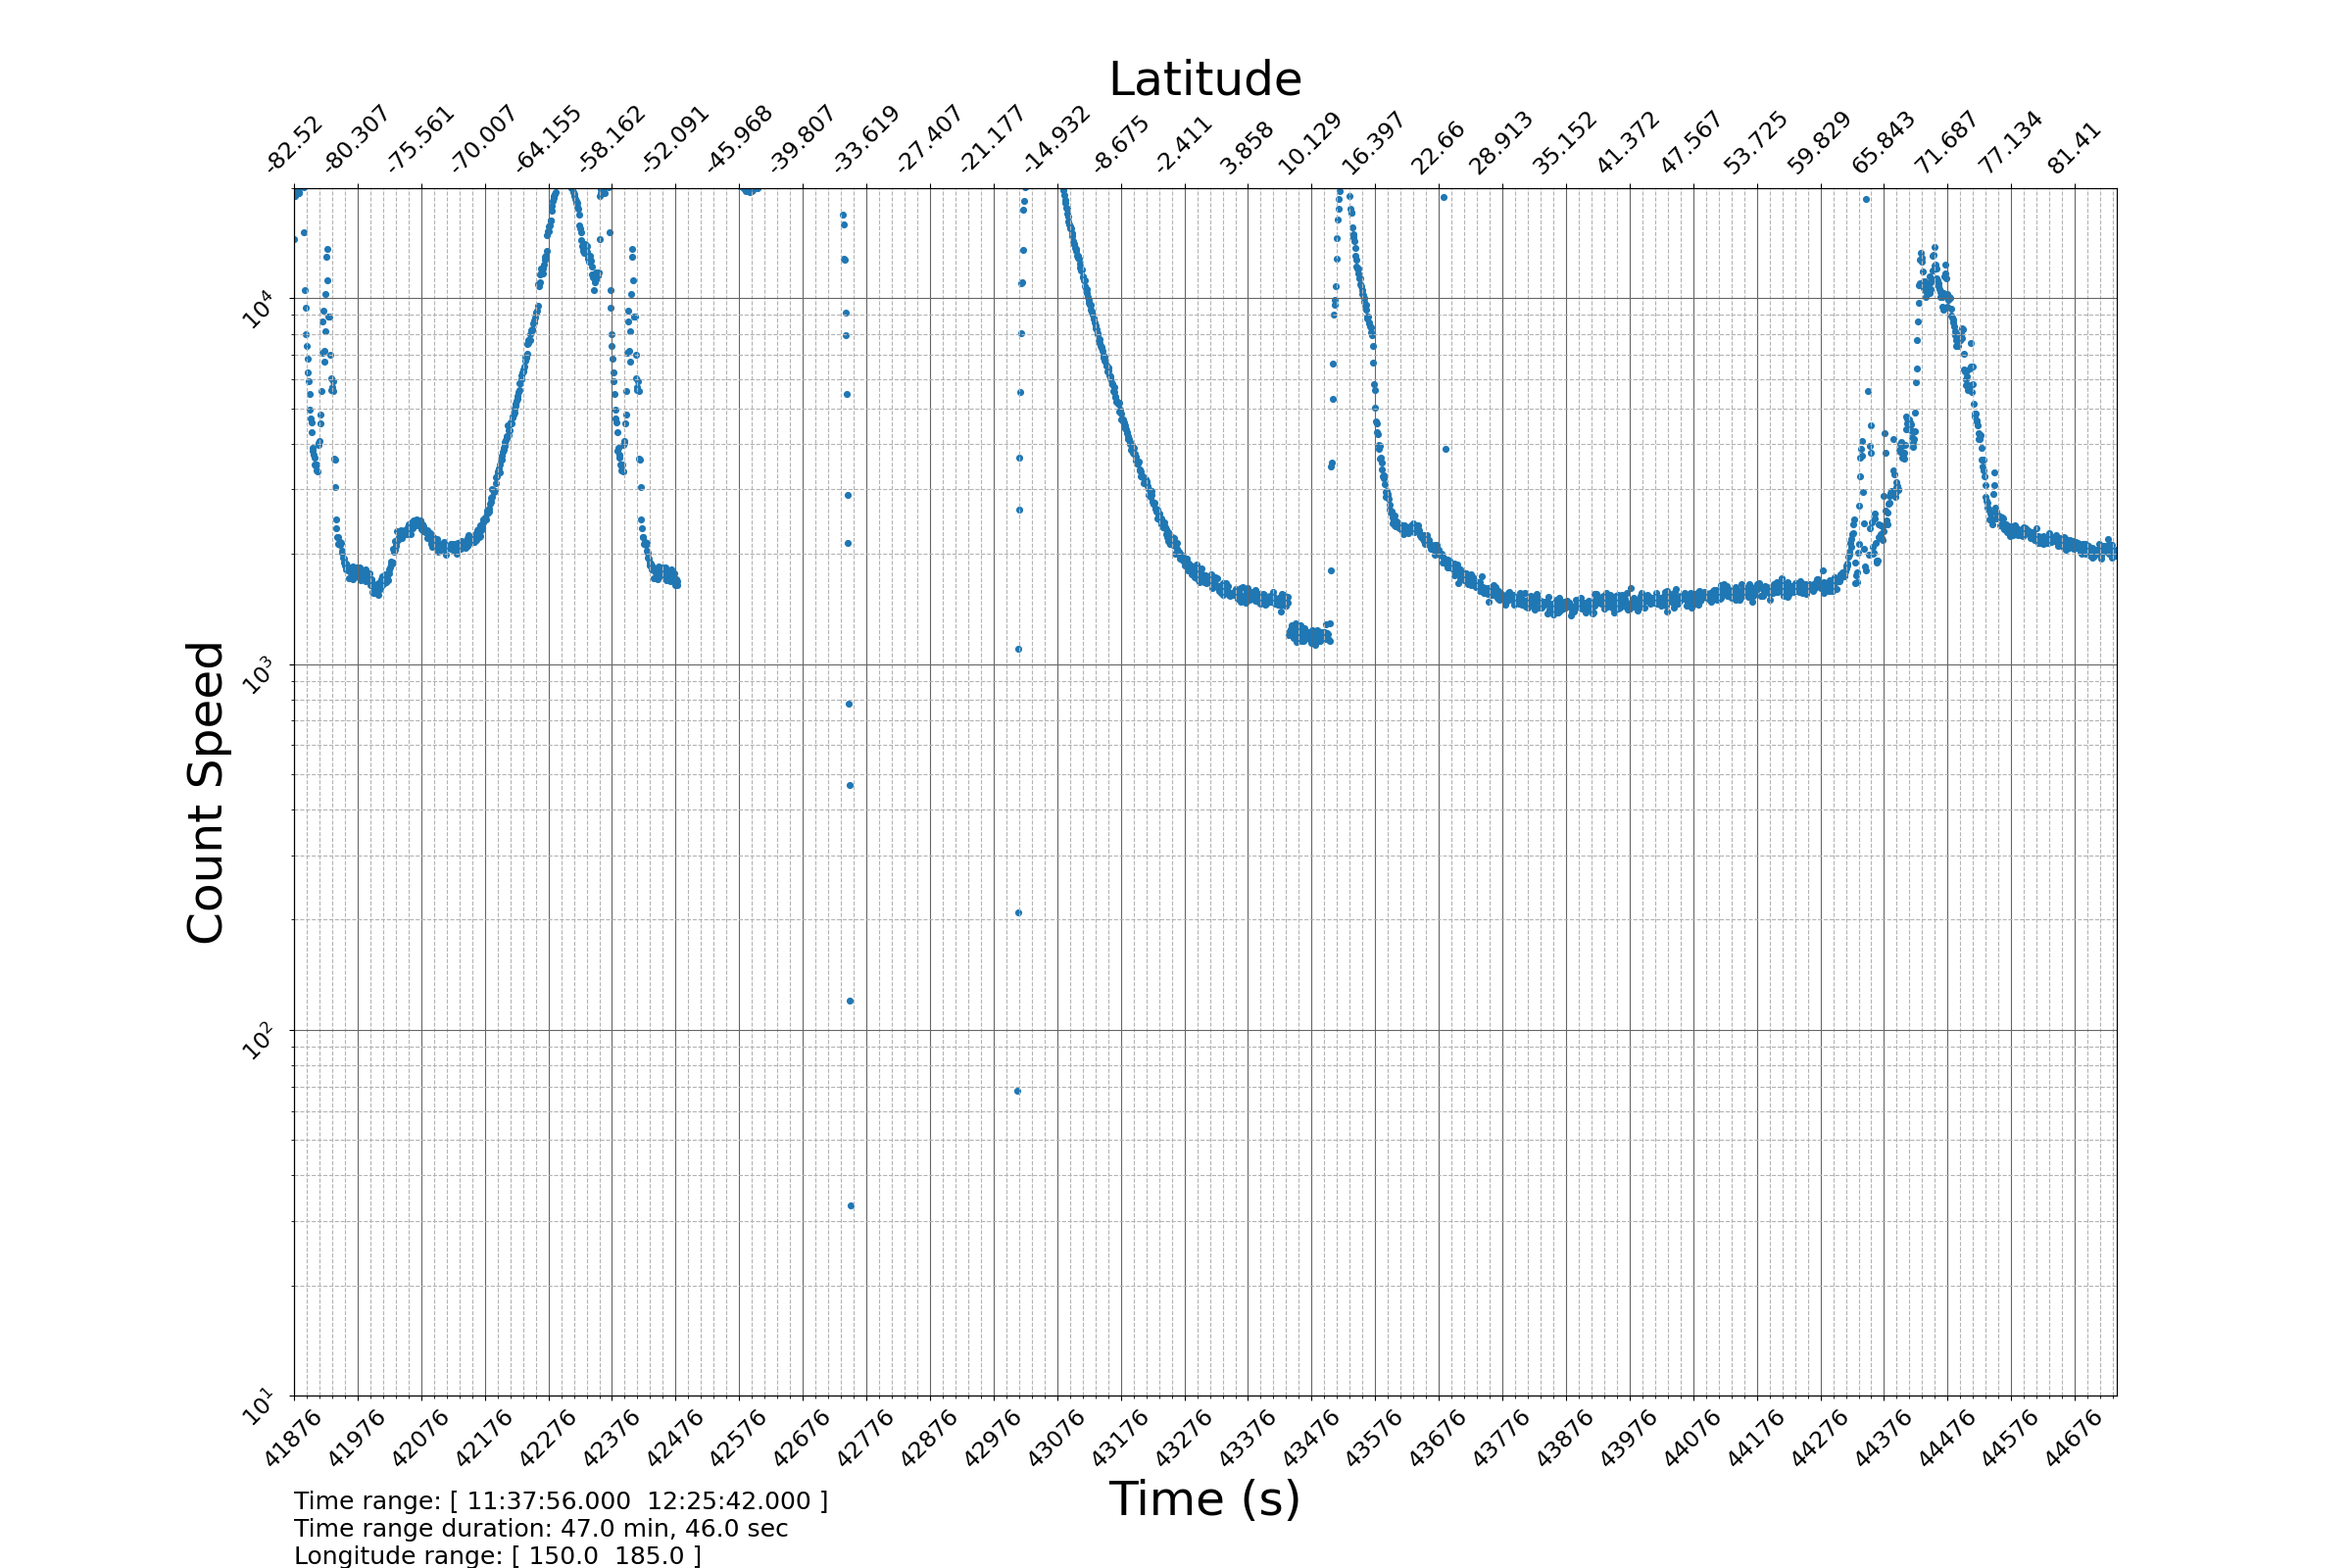 Latitude
-82.52 -80.307 -75.561 -70.007 -64.155 -58.162 -52.091 -45.968 -39.807 -33.619 -27.407 -21.177 -14.932 -8.675 -2.411 3.858 10.129 16.397 22.66 28.913 35.152 41.372 47.567 53.725 59.829 65.843 71.687 77.134 81.41
10⁴
10³
Count Speed
10²
10¹
41876 41976 42076 42176 42276 42376 42476 42576 42676 42776 42876 42976 43076 43176 43276 43376 43476 43576 43676 43776 43876 43976 44076 44176 44276 44376 44476 44576 44676
Time (s)
Time range: [ 11:37:56.000  12:25:42.000 ]
Time range duration: 47.0 min, 46.0 sec
Longitude range: [ 150.0  185.0 ]